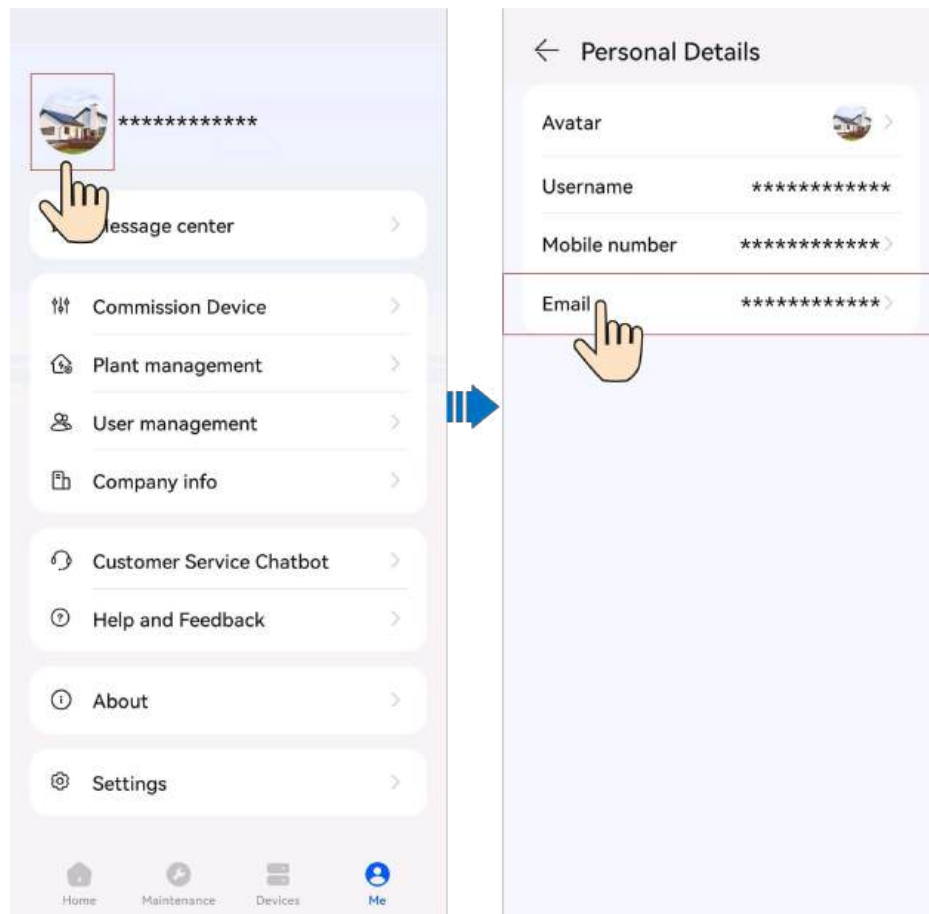 ************
Message center
Commission Device
Plant management
User management
Company info
Customer Service Chatbot
Help and Feedback
About
Settings
Home Maintenance Devices Me
Personal Details
Avatar
Username ************
Mobile number ************
Email ************